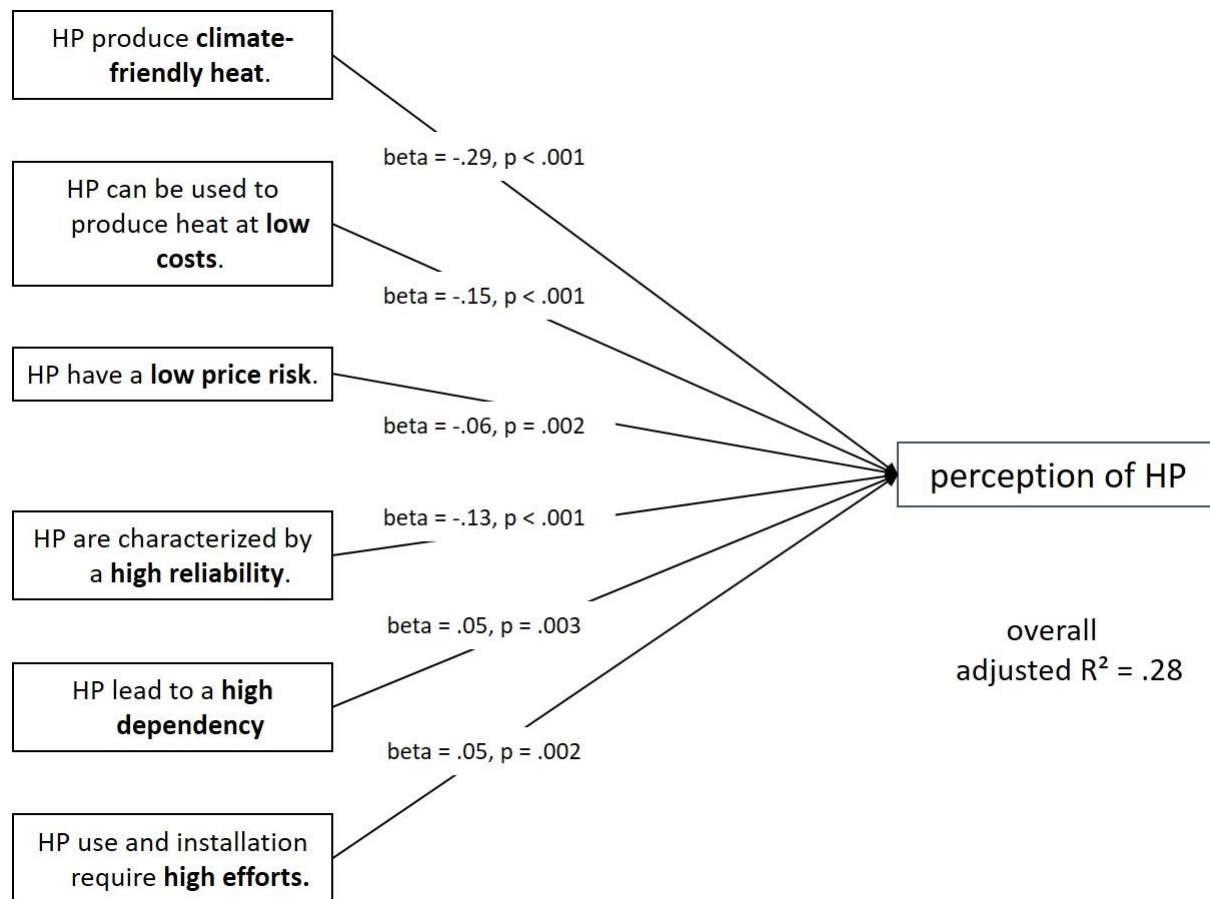 HP produce climate-
friendly heat.
beta = -.29, p < .001
HP can be used to
produce heat at low
costs.
beta = -.15, p < .001
HP have a low price risk.
beta = -.06, p = .002
perception of HP
HP are characterized by
a high reliability.
beta = -.13, p < .001
HP lead to a high
dependency
beta = .05, p = .003
overall
adjusted R² = .28
HP use and installation
require high efforts.
beta = .05, p = .002